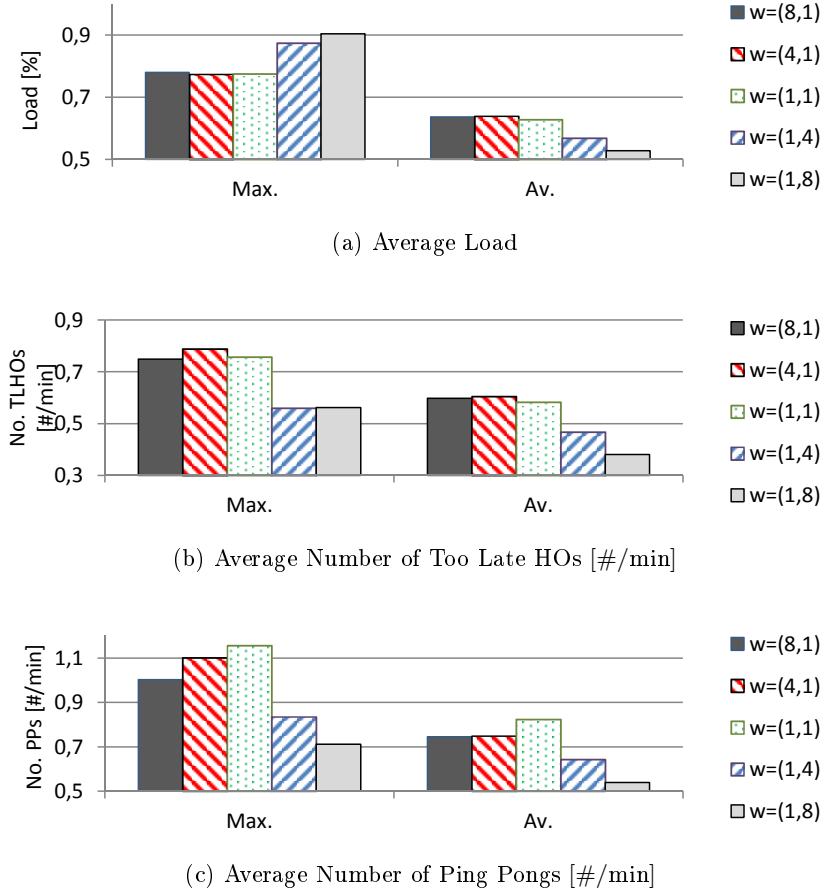 0,9
0,7
0,5
Load [%]
Max.
Av.
w=(8,1)
w=(4,1)
w=(1,1)
w=(1,4)
w=(1,8)
(a) Average Load
0,9
0,7
0,5
0,3
No. TLHOs
[#/min]
Max.
Av.
w=(8,1)
w=(4,1)
w=(1,1)
w=(1,4)
w=(1,8)
(b) Average Number of Too Late HOs [#/min]
1,1
0,9
0,7
0,5
No. PPs [#/min]
Max.
Av.
w=(8,1)
w=(4,1)
w=(1,1)
w=(1,4)
w=(1,8)
(c) Average Number of Ping Pongs [#/min]